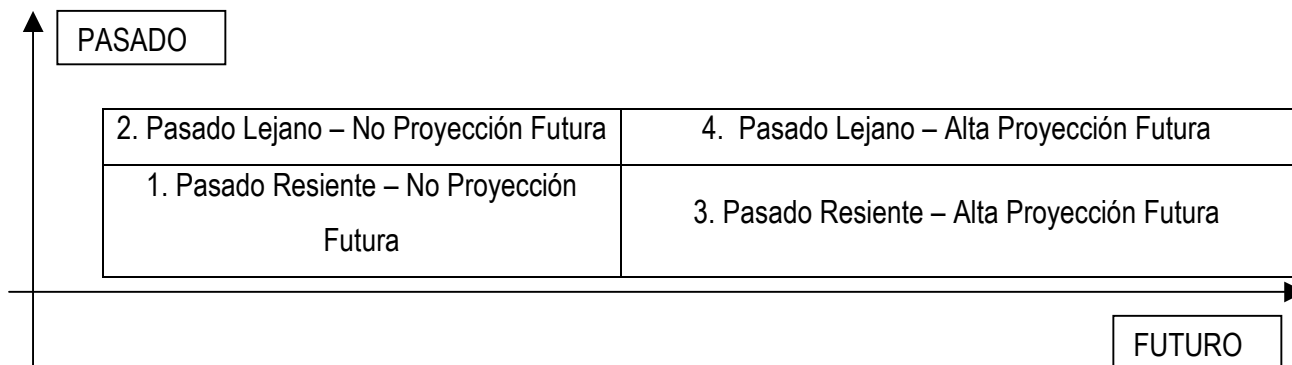 PASADO
2. Pasado Lejano – No Proyección Futura
4. Pasado Lejano – Alta Proyección Futura
1. Pasado Resiente – No Proyección
Futura
3. Pasado Resiente – Alta Proyección Futura
FUTURO